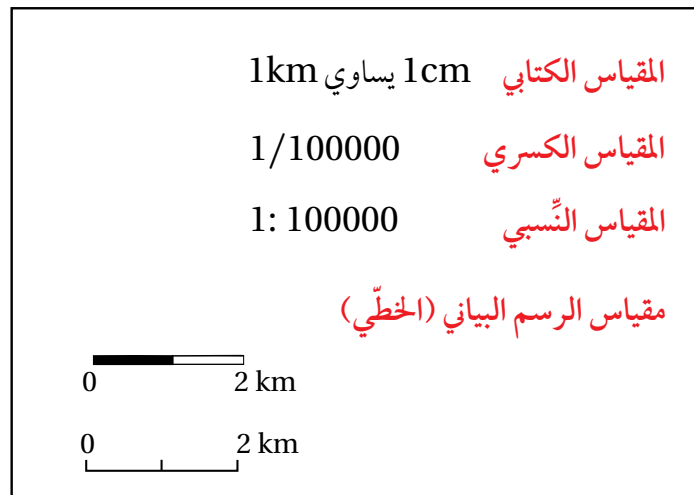 المقياس الكتابي 1cm يساوي 1km
المقياس الكسري 1/100000
المقياس النِّسبي 1: 100000
مقياس الرسم البياني (الخطّي)
0 2 km
0 2 km